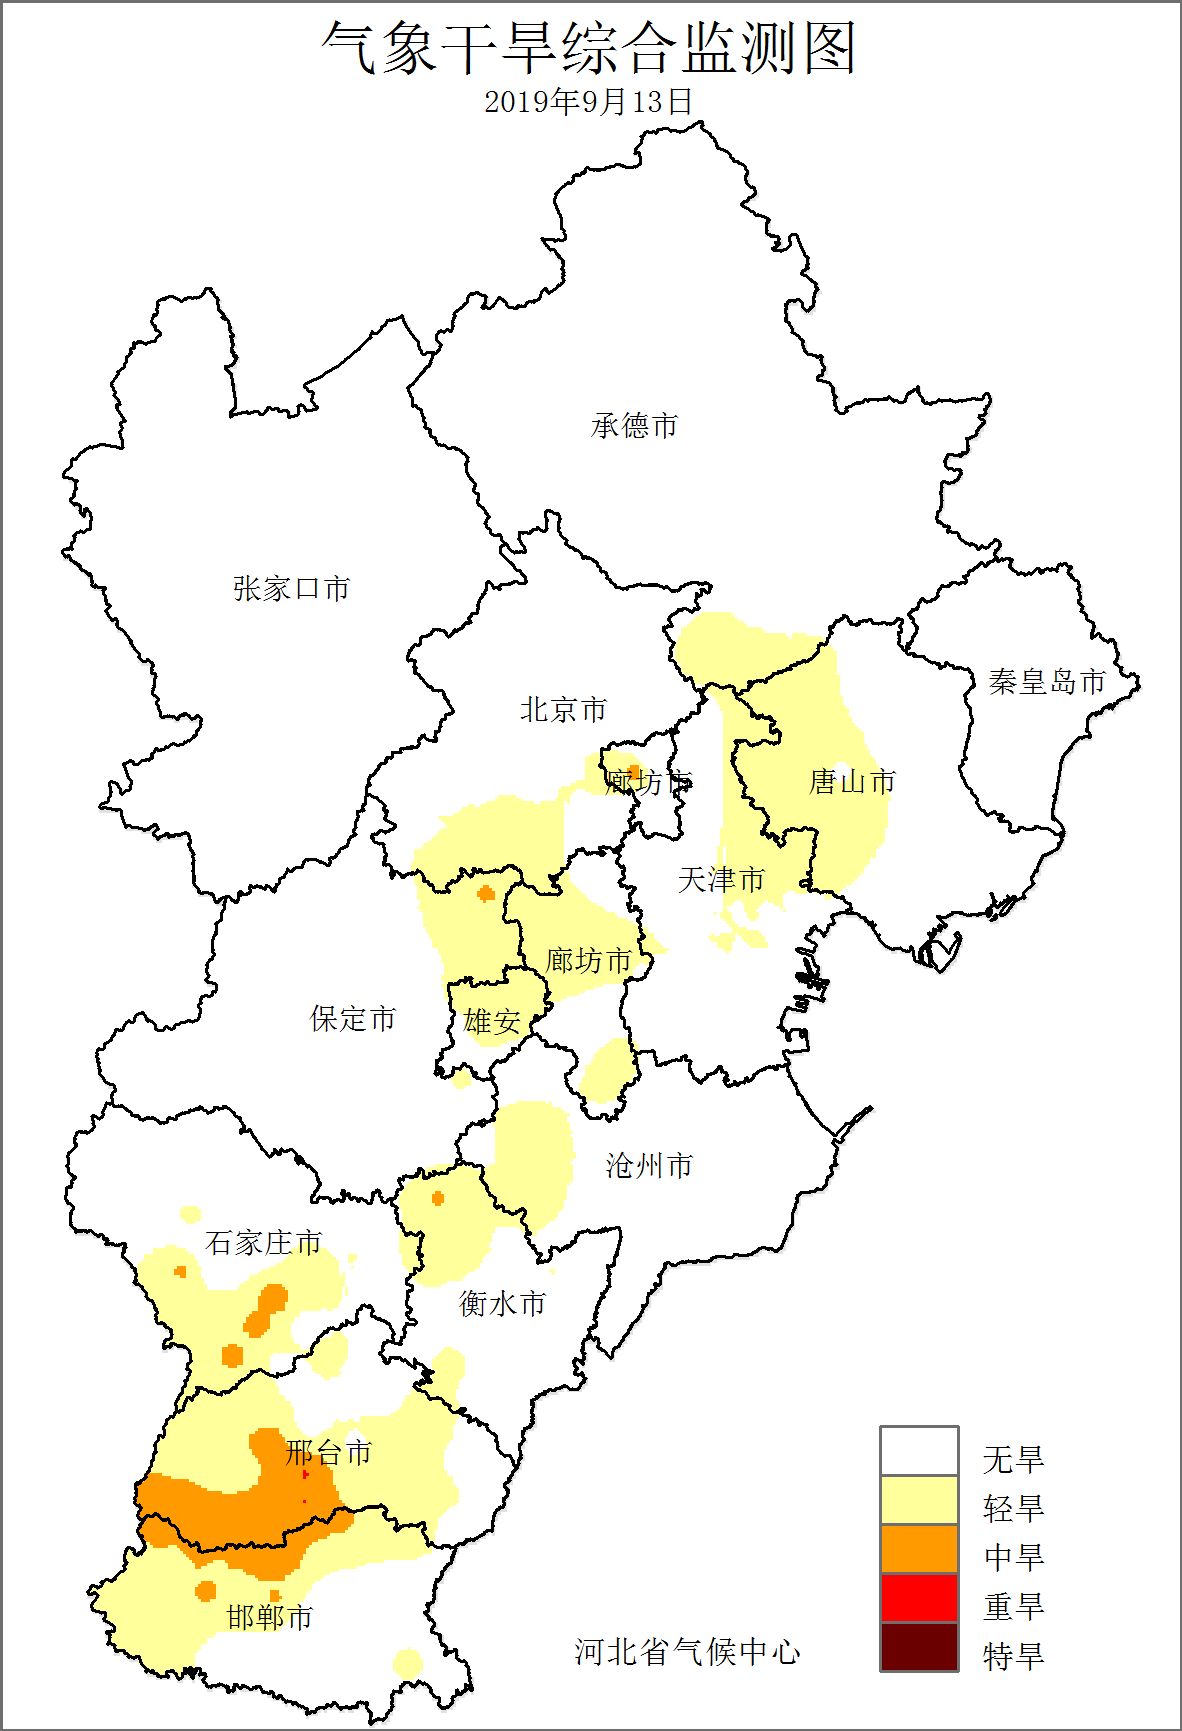 气象干旱综合监测图
2019年9月13日
承德市
张家口市
秦皇岛市
北京市
廊坊市
唐山市
天津市
廊坊市
保定市
雄安
沧州市
石家庄市
衡水市
邢台市
无旱
轻旱
中旱
重旱
邯郸市
河北省气候中心
特旱